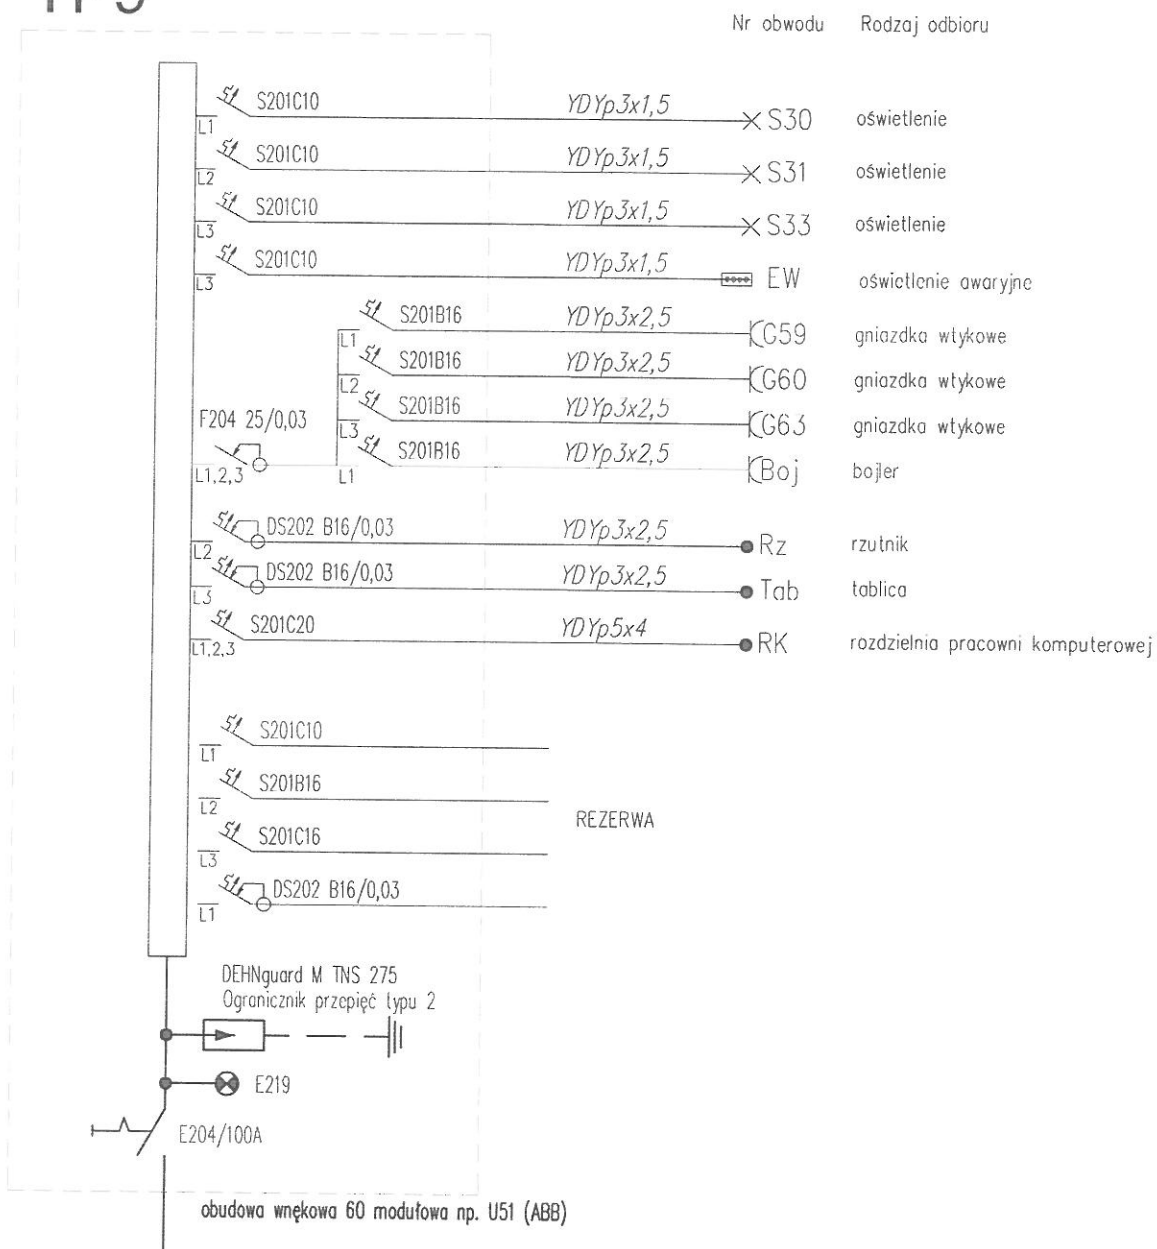 Nr obwodu Rodzaj odbioru
S201C10 YDYp3x1,5 S30 oświetlenie
L1
S201C10 YDYp3x1,5 S31 oświetlenie
L2
S201C10 YDYp3x1,5 S33 oświetlenie
L3
S201C10 YDYp3x1,5 EW oświetlenie awaryjne
L3
S201B16 YDYp3x2,5 G59 gniazdka wtykowe
L1
S201B16 YDYp3x2,5 G60 gniazdka wtykowe
L2
S201B16 YDYp3x2,5 G63 gniazdka wtykowe
F204 25/0,03 L3
S201B16 YDYp3x2,5 Boj bojler
L1,2,3 L1
DS202 B16/0,03 YDYp3x2,5 Rz rzutnik
L2
DS202 B16/0,03 YDYp3x2,5 Tab tablica
L3
S201C20 YDYp5x4 RK rozdzielnia pracowni komputerowej
L1,2,3
S201C10
L1
S201B16
L2
REZERWA
S201C16
L3
DS202 B16/0,03
L1
DEHNguard M TNS 275
Ogranicznik przepięć typu 2
E219
E204/100A
obudowa wnękowa 60 modułowa np. U51 (ABB)